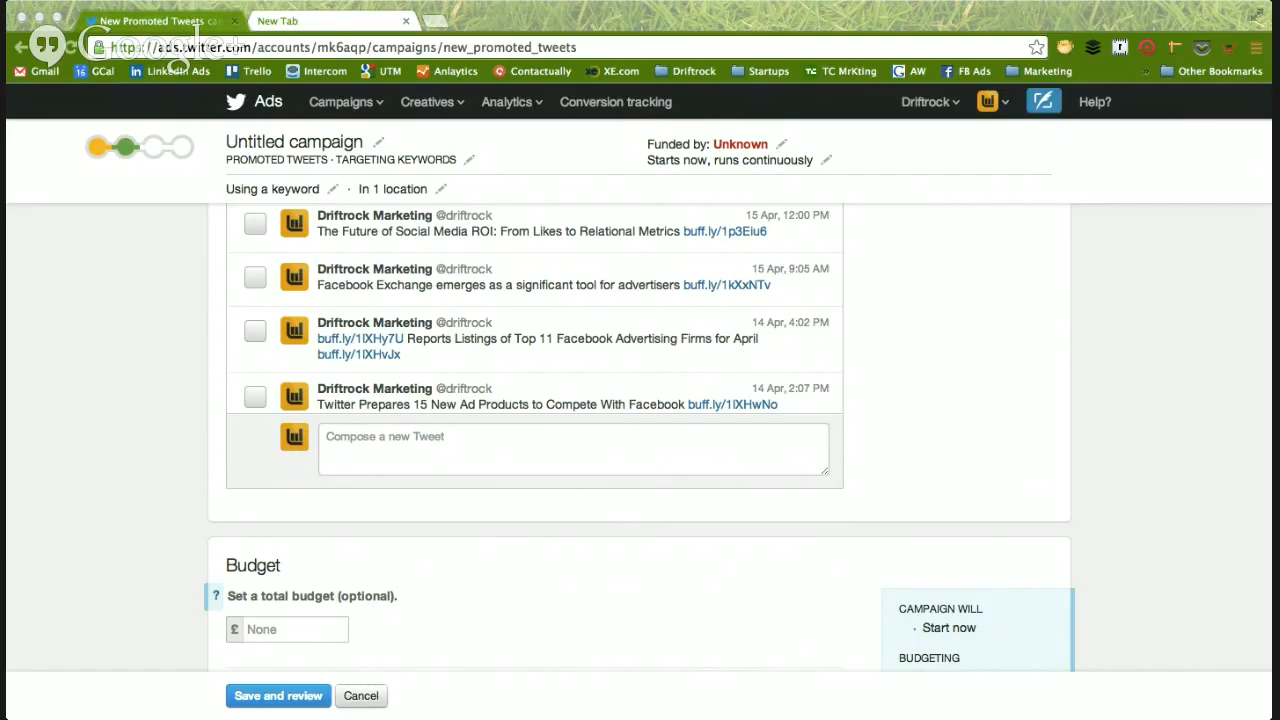 New Promoted Tweets ca
New Tab
Google+
https://ads.twitter.com/accounts/mk6aqp/campaigns/new_promoted_tweets
Gmail GCal LinkedIn Ads Trello Intercom UTM Anlaytics Contactually XE.com Driftrock Startups TC MrKting AW FB Ads Marketing » Other Bookmarks
Ads Campaigns Creatives Analytics Conversion tracking Driftrock Help?
Untitled campaign
PROMOTED TWEETS · TARGETING KEYWORDS
Funded by: Unknown
Starts now, runs continuously
Using a keyword · In 1 location
Driftrock Marketing @driftrock 15 Apr, 12:00 PM
The Future of Social Media ROI: From Likes to Relational Metrics buff.ly/1p3Eiu6
Driftrock Marketing @driftrock 15 Apr, 9:05 AM
Facebook Exchange emerges as a significant tool for advertisers buff.ly/1kXxNTv
Driftrock Marketing @driftrock 14 Apr, 4:02 PM
buff.ly/1lXHy7U Reports Listings of Top 11 Facebook Advertising Firms for April
buff.ly/1lXHvJx
Driftrock Marketing @driftrock 14 Apr, 2:07 PM
Twitter Prepares 15 New Ad Products to Compete With Facebook buff.ly/1lXHwNo
Compose a new Tweet
Budget
? Set a total budget (optional).
£ None
CAMPAIGN WILL
· Start now
BUDGETING
Save and review Cancel